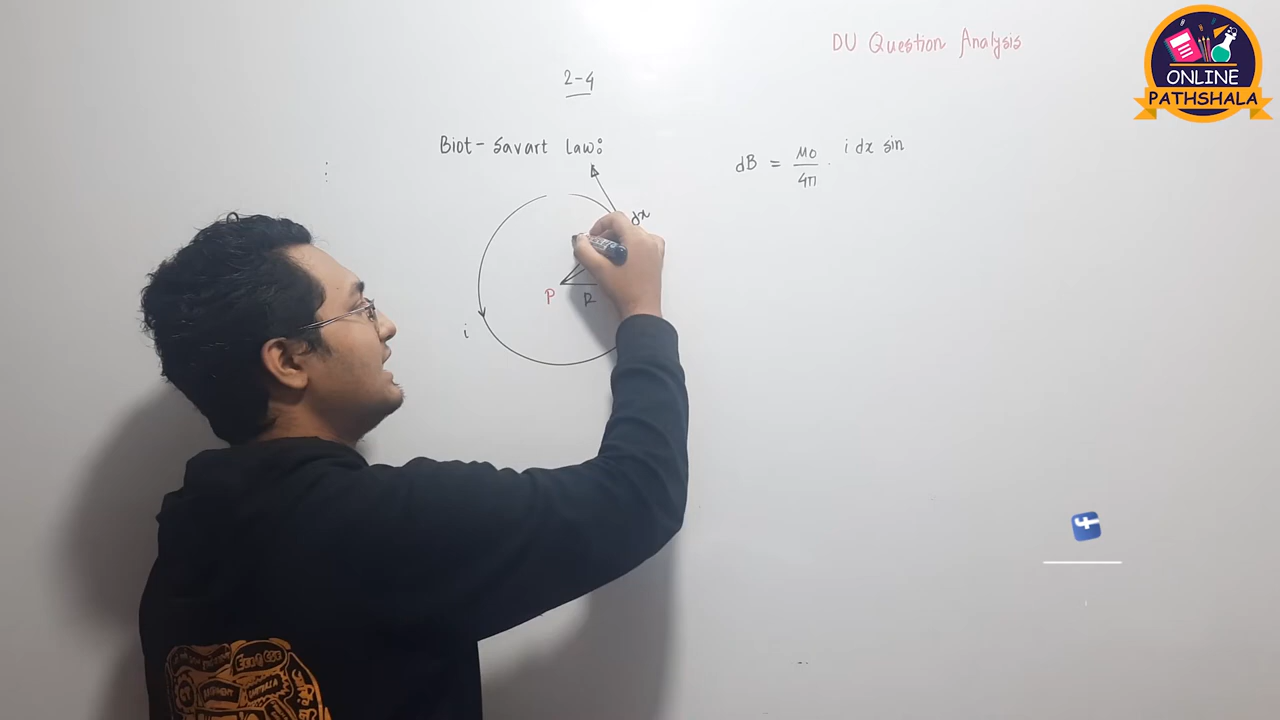 DU Question Analysis
ONLINE
PATHSHALA
2-4
Biot-Savart law:
dB = μ0/4π · i dx sin
dx
P
R
i